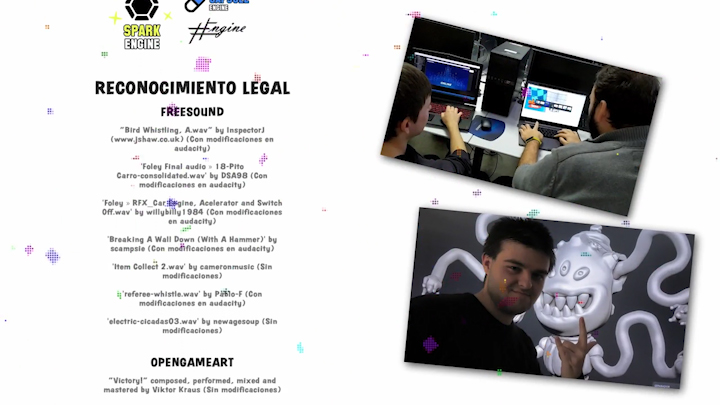 SPARK
ENGINE
ENGINE
#Engine
RECONOCIMIENTO LEGAL
FREESOUND
"Bird Whistling, A.wav" by InspectorJ
(www.jshaw.co.uk) (Con modificaciones en
audacity)
'Foley Final audio » 18-Pito
Carro-consolidated.wav' by DSA98 (Con
modificaciones en audacity)
'Foley » RFX_Car_Engine, Acelerator and Switch
Off.wav' by willybilly1984 (Con modificaciones
en audacity)
'Breaking A Wall Down (With A Hammer)' by
scampsie (Con modificaciones en audacity)
'Item Collect 2.wav' by cameronmusic (Sin
modificaciones)
'referee-whistle.wav' by Pablo-F (Con
modificaciones en audacity)
'electric-cicadas03.wav' by newagesoup (Sin
modificaciones)
OPENGAMEART
"Victory!" composed, performed, mixed and
mastered by Viktor Kraus (Sin modificaciones)